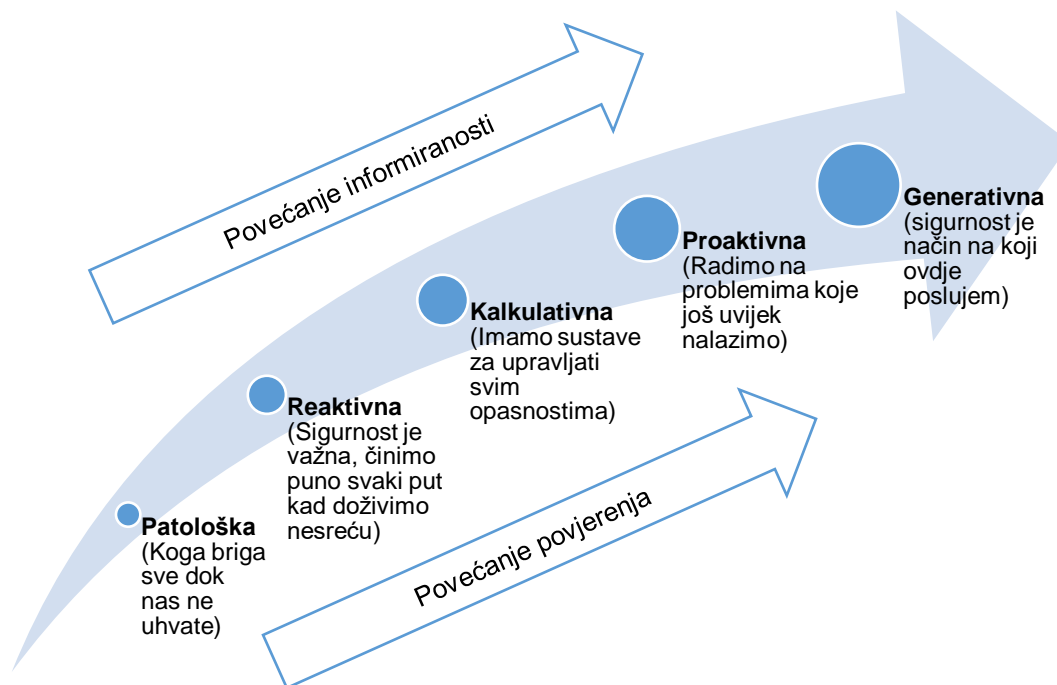 Povećanje informiranosti
Generativna
(sigurnost je
način na koji
ovdje
poslujem)
Proaktivna
(Radimo na
problemima koje
još uvijek
nalazimo)
Kalkulativna
(Imamo sustave
za upravljati
svim
opasnostima)
Reaktivna
(Sigurnost je
važna, činimo
puno svaki put
kad doživimo
nesreću)
Patološka
(Koga briga
sve dok
nas ne
uhvate)
Povećanje povjerenja